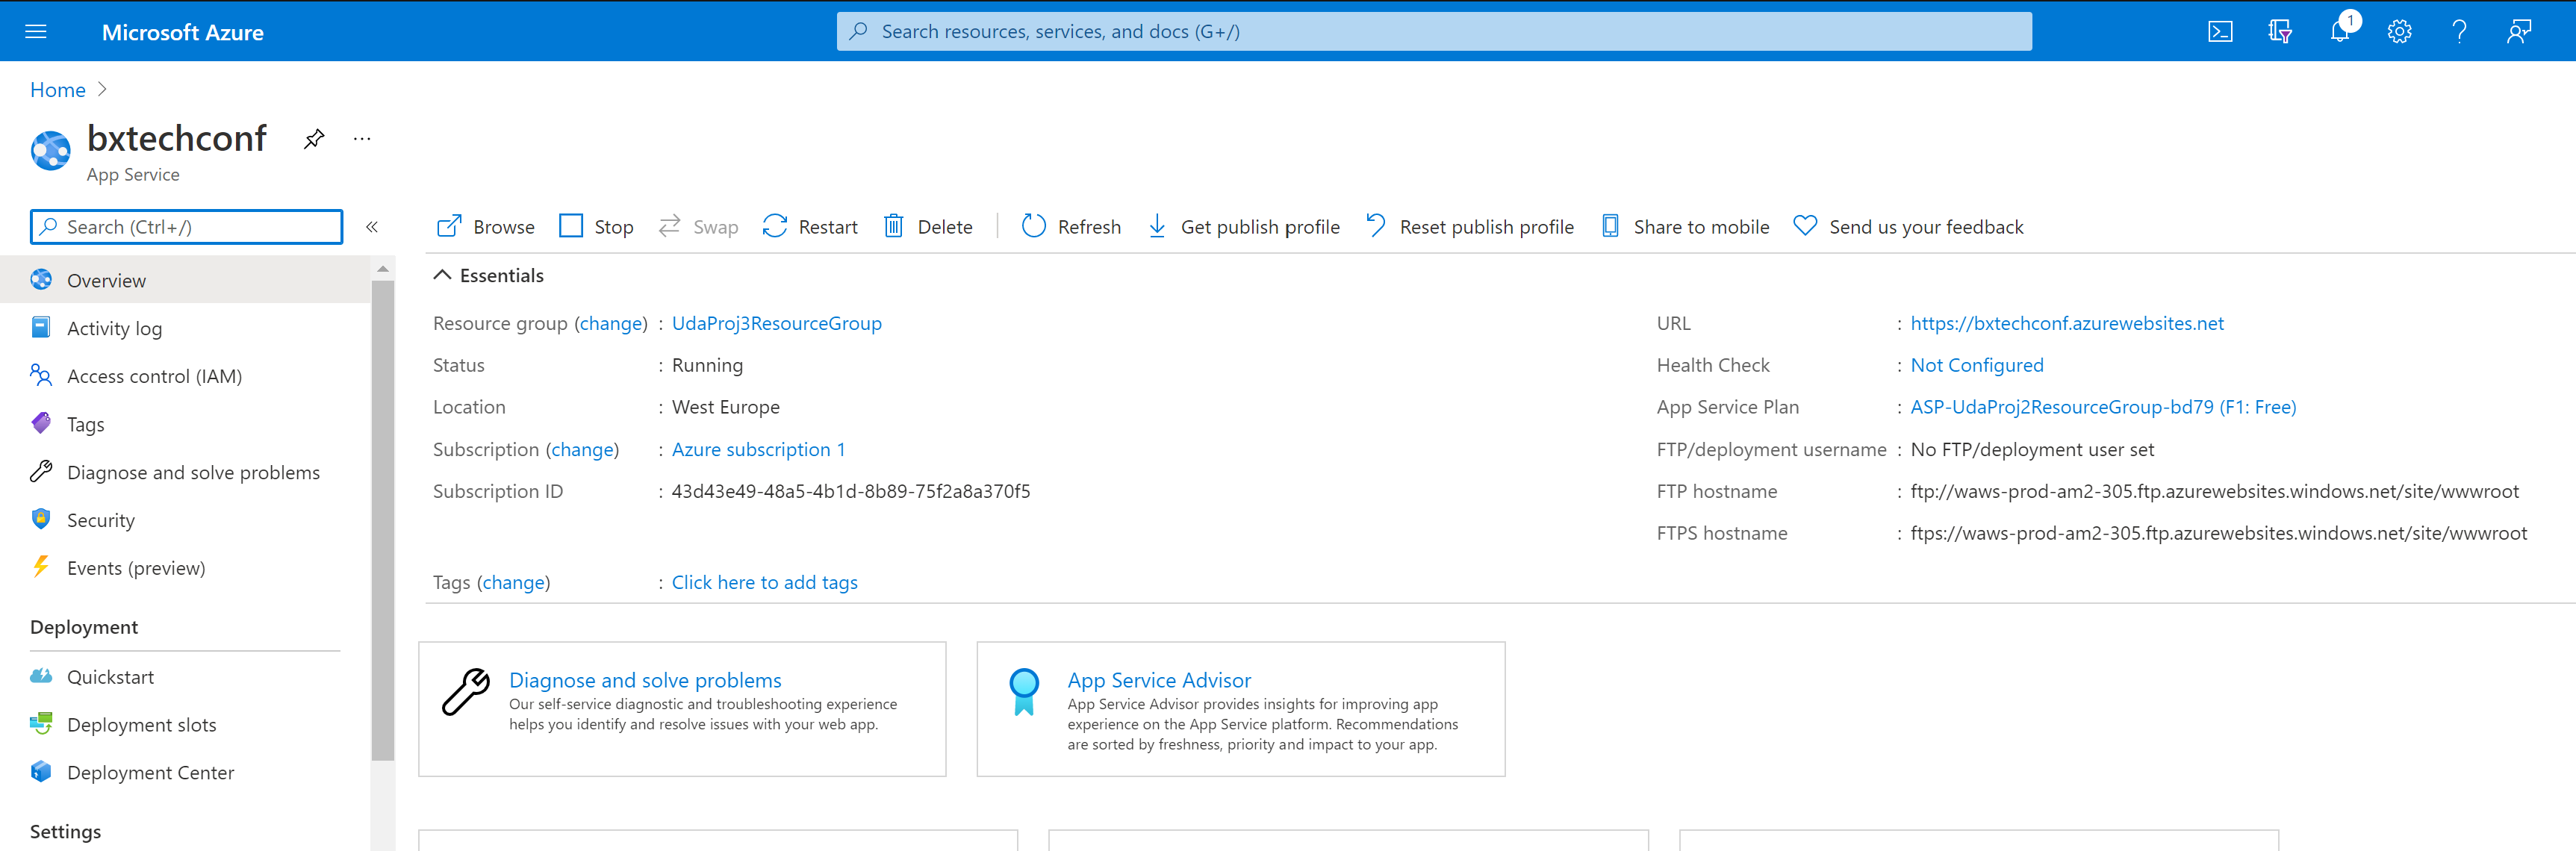 Microsoft Azure
Search resources, services, and docs (G+/)
1
Home
bxtechconf
App Service
Search (Ctrl+/)
Browse
Stop
Swap
Restart
Delete
Refresh
Get publish profile
Reset publish profile
Share to mobile
Send us your feedback
Overview
Activity log
Access control (IAM)
Tags
Diagnose and solve problems
Security
Events (preview)
Deployment
Quickstart
Deployment slots
Deployment Center
Settings
Essentials
Resource group (change) : UdaProj3ResourceGroup
Status : Running
Location : West Europe
Subscription (change) : Azure subscription 1
Subscription ID : 43d43e49-48a5-4b1d-8b89-75f2a8a370f5
Tags (change) : Click here to add tags
URL : https://bxtechconf.azurewebsites.net
Health Check : Not Configured
App Service Plan : ASP-UdaProj2ResourceGroup-bd79 (F1: Free)
FTP/deployment username : No FTP/deployment user set
FTP hostname : ftp://waws-prod-am2-305.ftp.azurewebsites.windows.net/site/wwwroot
FTPS hostname : ftps://waws-prod-am2-305.ftp.azurewebsites.windows.net/site/wwwroot
Diagnose and solve problems
Our self-service diagnostic and troubleshooting experience
helps you identify and resolve issues with your web app.
App Service Advisor
App Service Advisor provides insights for improving app
experience on the App Service platform. Recommendations
are sorted by freshness, priority and impact to your app.